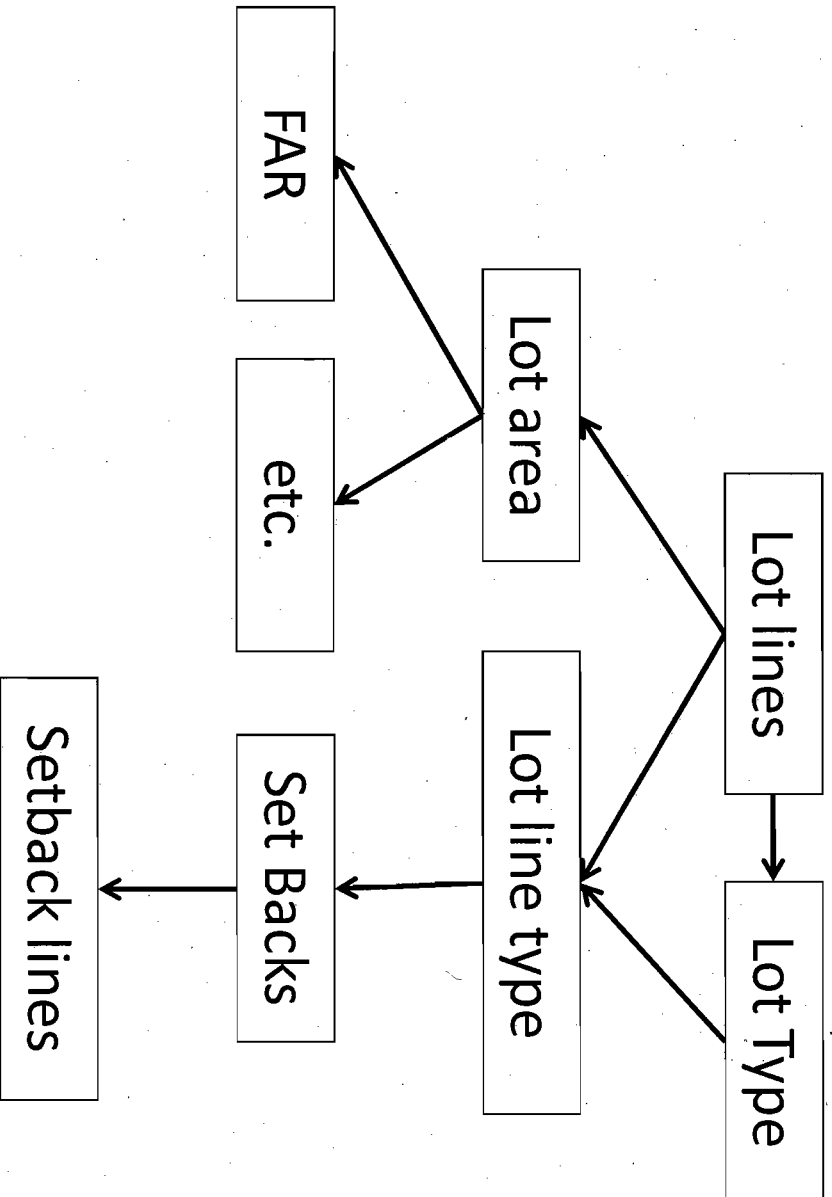 Lot lines
Lot Type
Lot area
Lot line type
FAR
etc.
Set Backs
Setback lines